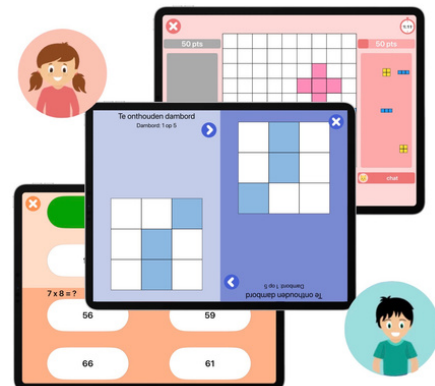 50 pts
50 pts
chat
Te onthouden dambord
Dambord: 1 op 5
Te onthouden dambord
Dambord: 1 op 5
7 x 8 = ?
56
59
66
61